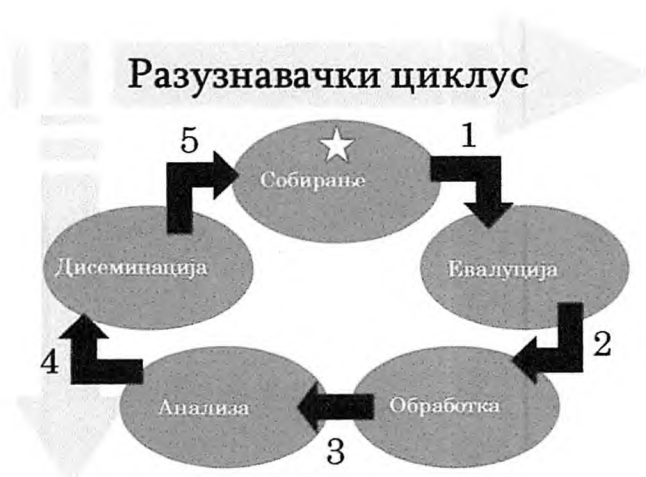 Разузнавачки циклус
5
1
Собирање
Дисеминација
Евалуција
4
2
Анализа
Обработка
3